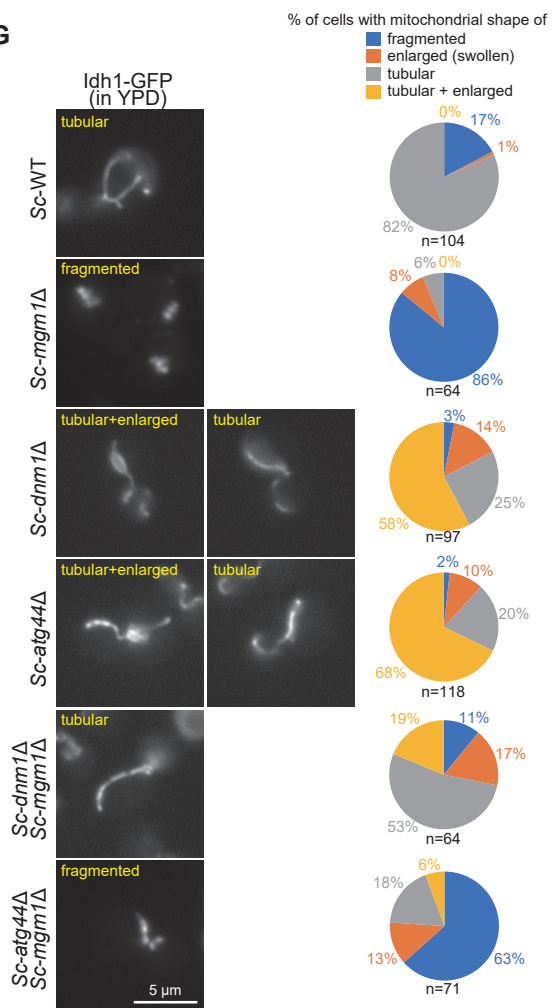 G
% of cells with mitochondrial shape of
fragmented
enlarged (swollen)
tubular
tubular + enlarged
Idh1-GFP
(in YPD)
Sc-WT
tubular
0%
17%
1%
82%
n=104
Sc-mgm1Δ
fragmented
6%
0%
8%
86%
n=64
Sc-dnm1Δ
tubular+enlarged
tubular
3%
14%
25%
58%
n=97
Sc-atg44Δ
tubular+enlarged
tubular
2%
10%
20%
68%
n=118
Sc-dnm1Δ
Sc-mgm1Δ
tubular
19%
11%
17%
53%
n=64
Sc-atg44Δ
Sc-mgm1Δ
fragmented
6%
18%
13%
63%
n=71
5 µm